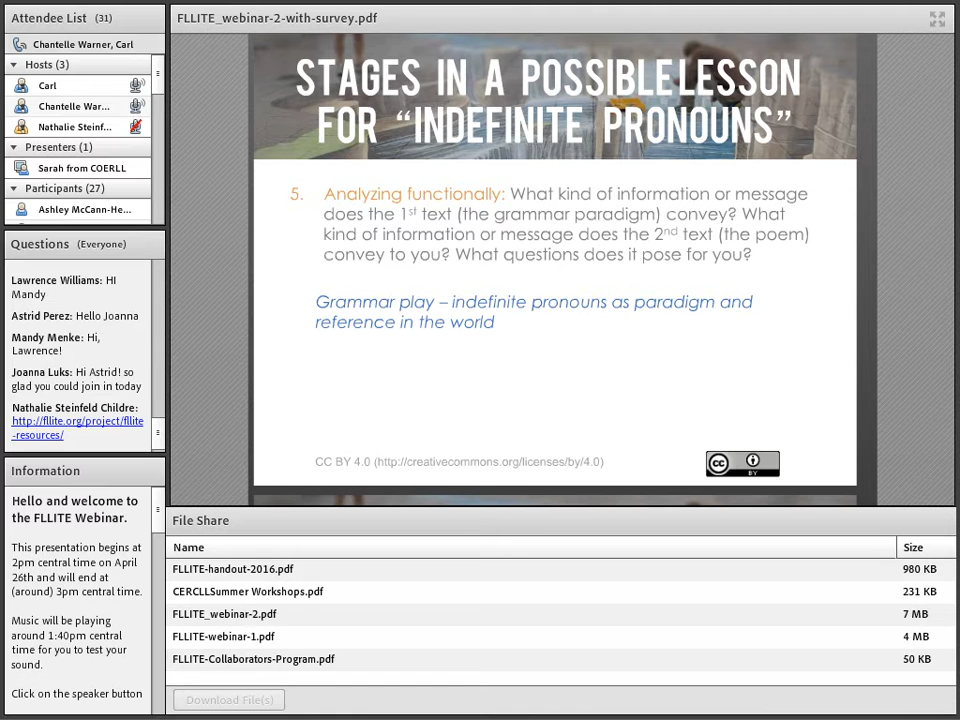 Attendee List (31)
Chantelle Warner, Carl
Hosts (3)
Carl
Chantelle War...
Nathalie Steinf...
Presenters (1)
Sarah from COERLL
Participants (27)
Ashley McCann-He...
Questions (Everyone)
Lawrence Williams: HI
Mandy
Astrid Perez: Hello Joanna
Mandy Menke: Hi,
Lawrence!
Joanna Luks: Hi Astrid! so
glad you could join in today
Nathalie Steinfeld Childre:
http://fllite.org/project/fllite
-resources/
Information
Hello and welcome to
the FLLITE Webinar.
This presentation begins at
2pm central time on April
26th and will end at
(around) 3pm central time.
Music will be playing
around 1:40pm central
time for you to test your
sound.
Click on the speaker button
FLLITE_webinar-2-with-survey.pdf
STAGES IN A POSSIBLE LESSON
FOR “INDEFINITE PRONOUNS”
5. Analyzing functionally: What kind of information or message
does the 1st text (the grammar paradigm) convey? What
kind of information or message does the 2nd text (the poem)
convey to you? What questions does it pose for you?
Grammar play – indefinite pronouns as paradigm and
reference in the world
CC BY 4.0 (http://creativecommons.org/licenses/by/4.0)
cc BY
File Share
Name Size
FLLITE-handout-2016.pdf 980 KB
CERCLLSummer Workshops.pdf 231 KB
FLLITE_webinar-2.pdf 7 MB
FLLITE-webinar-1.pdf 4 MB
FLLITE-Collaborators-Program.pdf 50 KB
Download File(s)